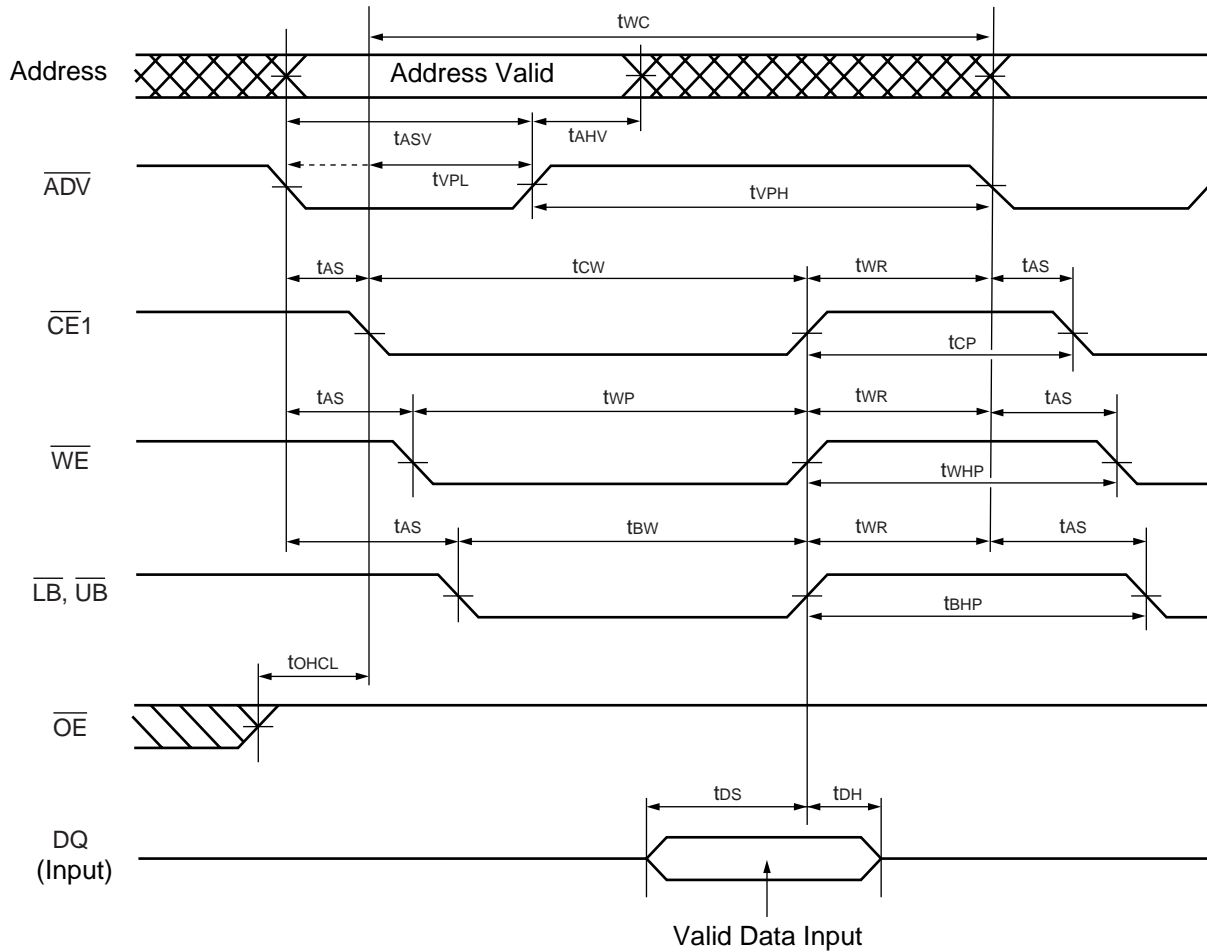 tWC
Address
Address Valid
tASV
tAHV
ADV
tVPL
tVPH
tAS
tCW
tWR
tAS
CE1
tCP
tAS
tWP
tWR
tAS
WE
tWHP
tAS
tBW
tWR
tAS
LB, UB
tBHP
tOHCL
OE
tDS
tDH
DQ
(Input)
Valid Data Input